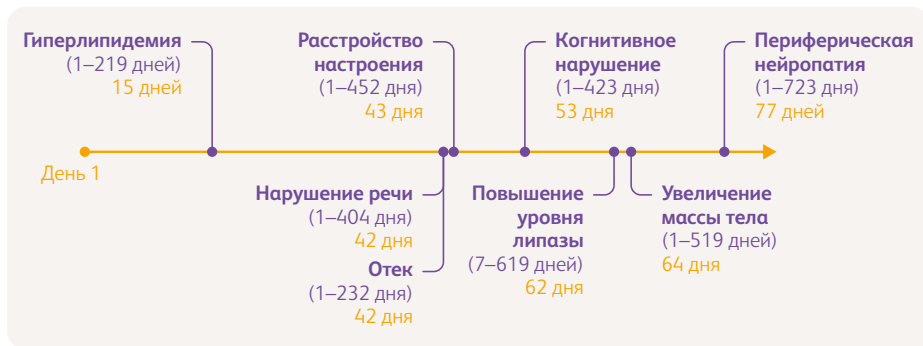 Гиперлипидемия
(1–219 дней)
15 дней
Расстройство
настроения
(1–452 дня)
43 дня
Когнитивное
нарушение
(1–423 дня)
53 дня
Периферическая
нейропатия
(1–723 дня)
77 дней
День 1
Нарушение речи
(1–404 дня)
42 дня
Отек
(1–232 дня)
42 дня
Повышение
уровня
липазы
(7–619 дней)
62 дня
Увеличение
массы тела
(1–519 дней)
64 дня